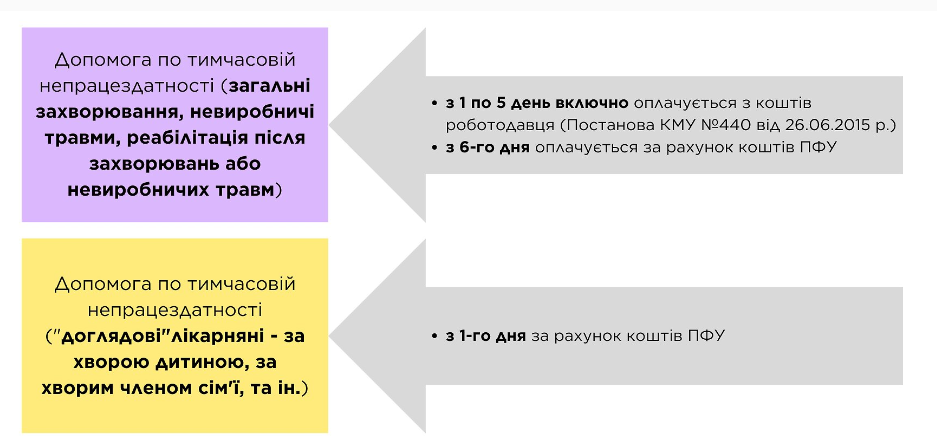 Допомога по тимчасовій
непрацездатності (загальні
захворювання, невиробничі
травми, реабілітація після
захворювань або
невиробничих травм)
• з 1 по 5 день включно оплачується з коштів
роботодавця (Постанова КМУ №440 від 26.06.2015 р.)
• з 6-го дня оплачується за рахунок коштів ПФУ
Допомога по тимчасовій
непрацездатності
("доглядові"лікарняні - за
хворою дитиною, за
хворим членом сім'ї, та ін.)
• з 1-го дня за рахунок коштів ПФУ